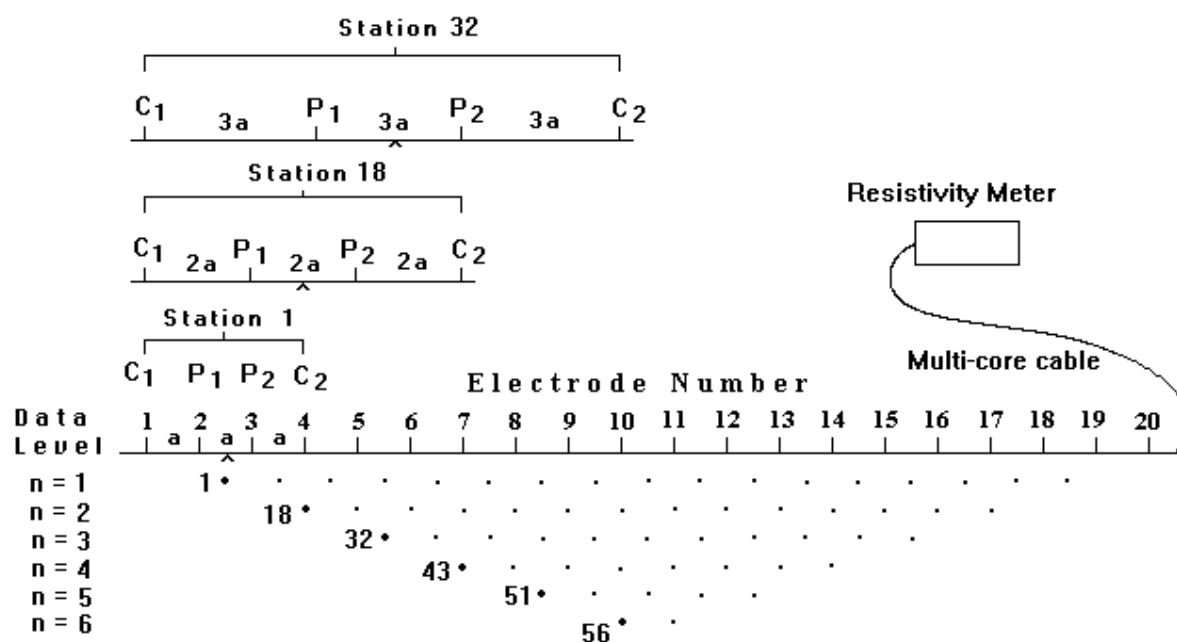 Station 32
C1 P1 P2 C2
3a 3a 3a
Station 18
C1 P1 P2 C2
2a 2a 2a
Resistivity Meter
Station 1
C1 P1 P2 C2
Multi-core cable
Electrode Number
Data Level
1 2 3 4 5 6 7 8 9 10 11 12 13 14 15 16 17 18 19 20
a a a
n = 1 1
n = 2 18
n = 3 32
n = 4 43
n = 5 51
n = 6 56